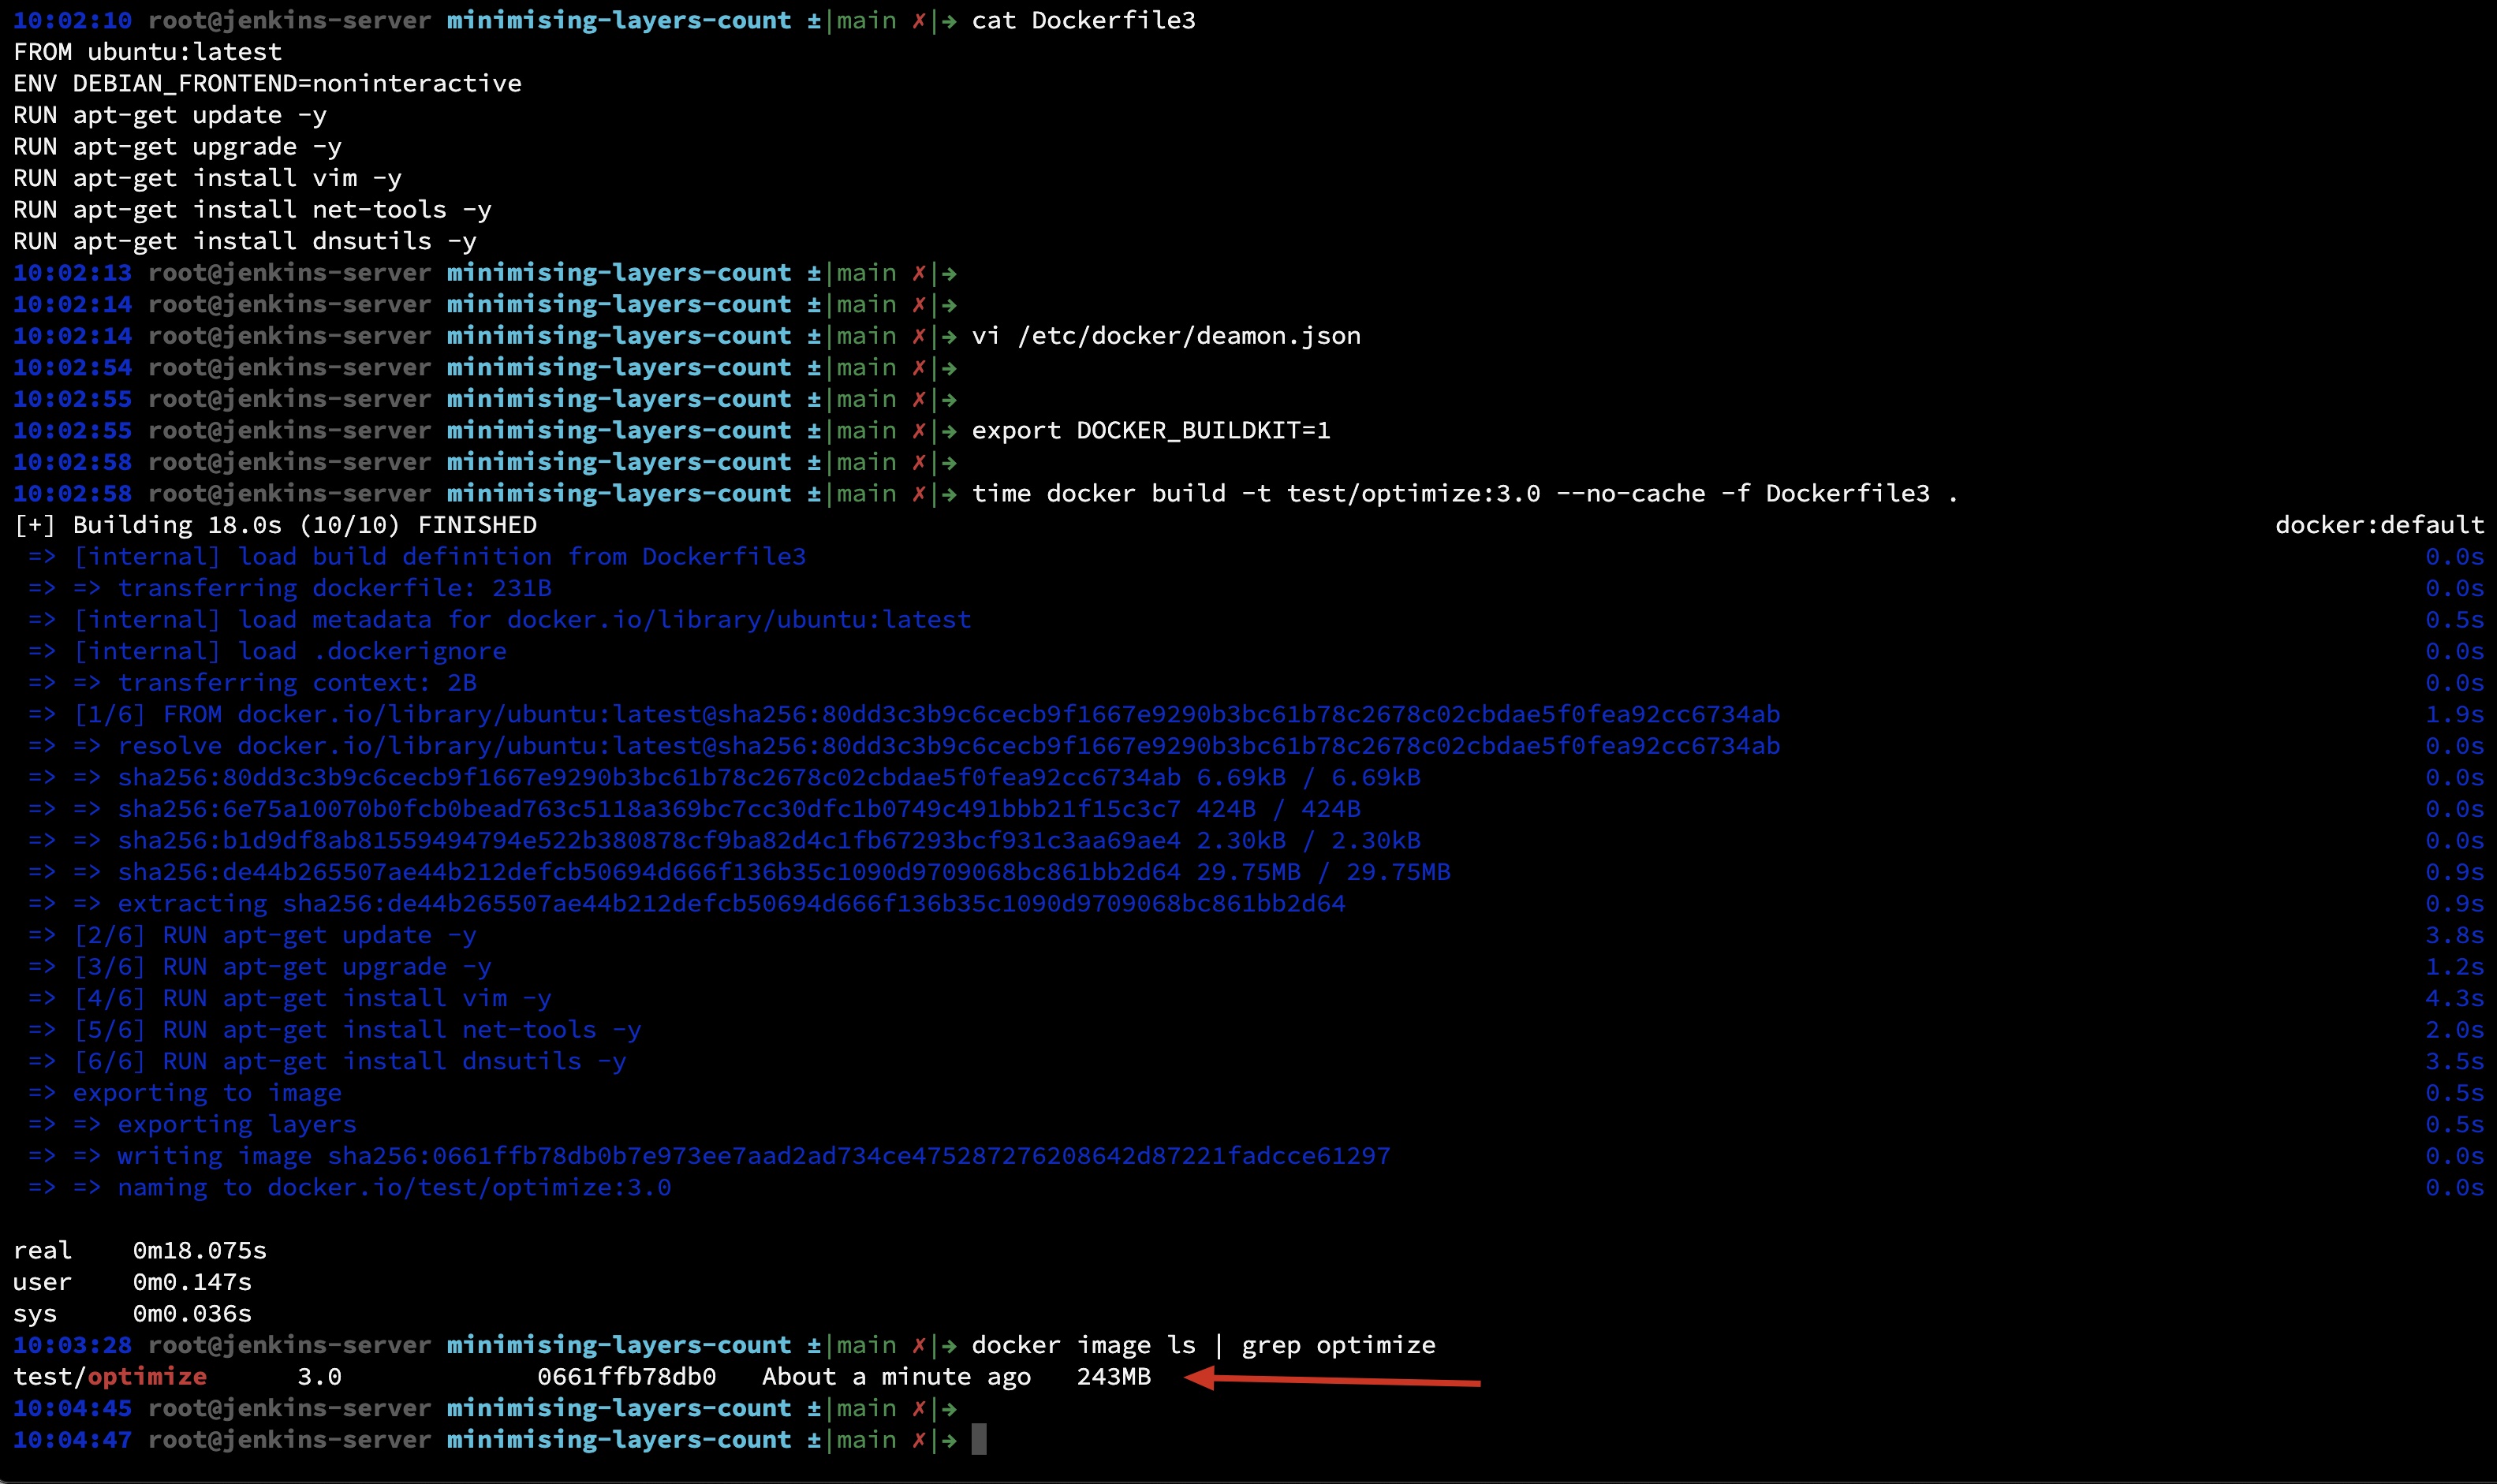 10:02:10 root@jenkins-server minimising-layers-count ±|main ✗|→ cat Dockerfile3
FROM ubuntu:latest
ENV DEBIAN_FRONTEND=noninteractive
RUN apt-get update -y
RUN apt-get upgrade -y
RUN apt-get install vim -y
RUN apt-get install net-tools -y
RUN apt-get install dnsutils -y
10:02:13 root@jenkins-server minimising-layers-count ±|main ✗|→
10:02:14 root@jenkins-server minimising-layers-count ±|main ✗|→
10:02:14 root@jenkins-server minimising-layers-count ±|main ✗|→ vi /etc/docker/deamon.json
10:02:54 root@jenkins-server minimising-layers-count ±|main ✗|→
10:02:55 root@jenkins-server minimising-layers-count ±|main ✗|→
10:02:55 root@jenkins-server minimising-layers-count ±|main ✗|→ export DOCKER_BUILDKIT=1
10:02:58 root@jenkins-server minimising-layers-count ±|main ✗|→
10:02:58 root@jenkins-server minimising-layers-count ±|main ✗|→ time docker build -t test/optimize:3.0 --no-cache -f Dockerfile3 .
[+] Building 18.0s (10/10) FINISHED docker:default
=> [internal] load build definition from Dockerfile3 0.0s
=> => transferring dockerfile: 231B 0.0s
=> [internal] load metadata for docker.io/library/ubuntu:latest 0.5s
=> [internal] load .dockerignore 0.0s
=> => transferring context: 2B 0.0s
=> [1/6] FROM docker.io/library/ubuntu:latest@sha256:80dd3c3b9c6cecb9f1667e9290b3bc61b78c2678c02cbdae5f0fea92cc6734ab 1.9s
=> => resolve docker.io/library/ubuntu:latest@sha256:80dd3c3b9c6cecb9f1667e9290b3bc61b78c2678c02cbdae5f0fea92cc6734ab 0.0s
=> => sha256:80dd3c3b9c6cecb9f1667e9290b3bc61b78c2678c02cbdae5f0fea92cc6734ab 6.69kB / 6.69kB 0.0s
=> => sha256:6e75a10070b0fcb0bead763c5118a369bc7cc30dfc1b0749c491bbb21f15c3c7 424B / 424B 0.0s
=> => sha256:b1d9df8ab81559494794e522b380878cf9ba82d4c1fb67293bcf931c3aa69ae4 2.30kB / 2.30kB 0.0s
=> => sha256:de44b265507ae44b212defcb50694d666f136b35c1090d9709068bc861bb2d64 29.75MB / 29.75MB 0.9s
=> => extracting sha256:de44b265507ae44b212defcb50694d666f136b35c1090d9709068bc861bb2d64 0.9s
=> [2/6] RUN apt-get update -y 3.8s
=> [3/6] RUN apt-get upgrade -y 1.2s
=> [4/6] RUN apt-get install vim -y 4.3s
=> [5/6] RUN apt-get install net-tools -y 2.0s
=> [6/6] RUN apt-get install dnsutils -y 3.5s
=> exporting to image 0.5s
=> => exporting layers 0.5s
=> => writing image sha256:0661ffb78db0b7e973ee7aad2ad734ce475287276208642d87221fadcce61297 0.0s
=> => naming to docker.io/test/optimize:3.0 0.0s
real 0m18.075s
user 0m0.147s
sys 0m0.036s
10:03:28 root@jenkins-server minimising-layers-count ±|main ✗|→ docker image ls | grep optimize
test/optimize 3.0 0661ffb78db0 About a minute ago 243MB
10:04:45 root@jenkins-server minimising-layers-count ±|main ✗|→
10:04:47 root@jenkins-server minimising-layers-count ±|main ✗|→